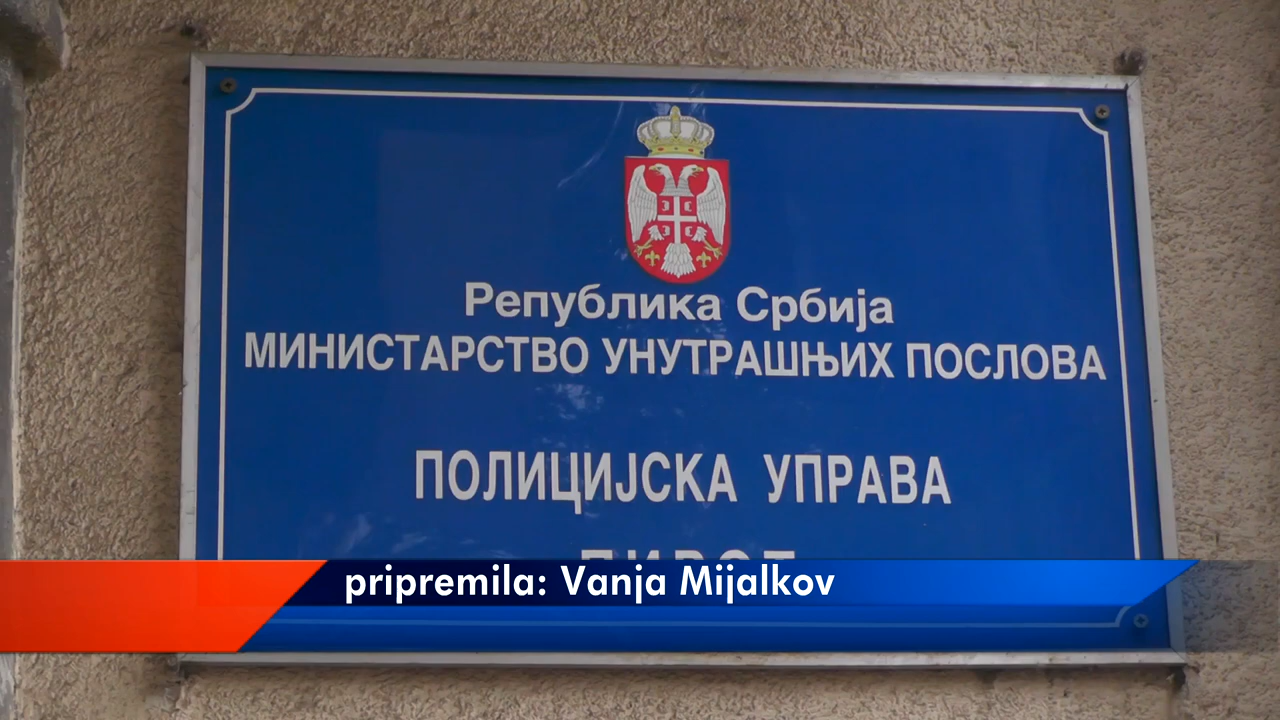 Република Србија
МИНИСТАРСТВО УНУТРАШЊИХ ПОСЛОВА
ПОЛИЦИЈСКА УПРАВА
pripremila: Vanja Mijalkov